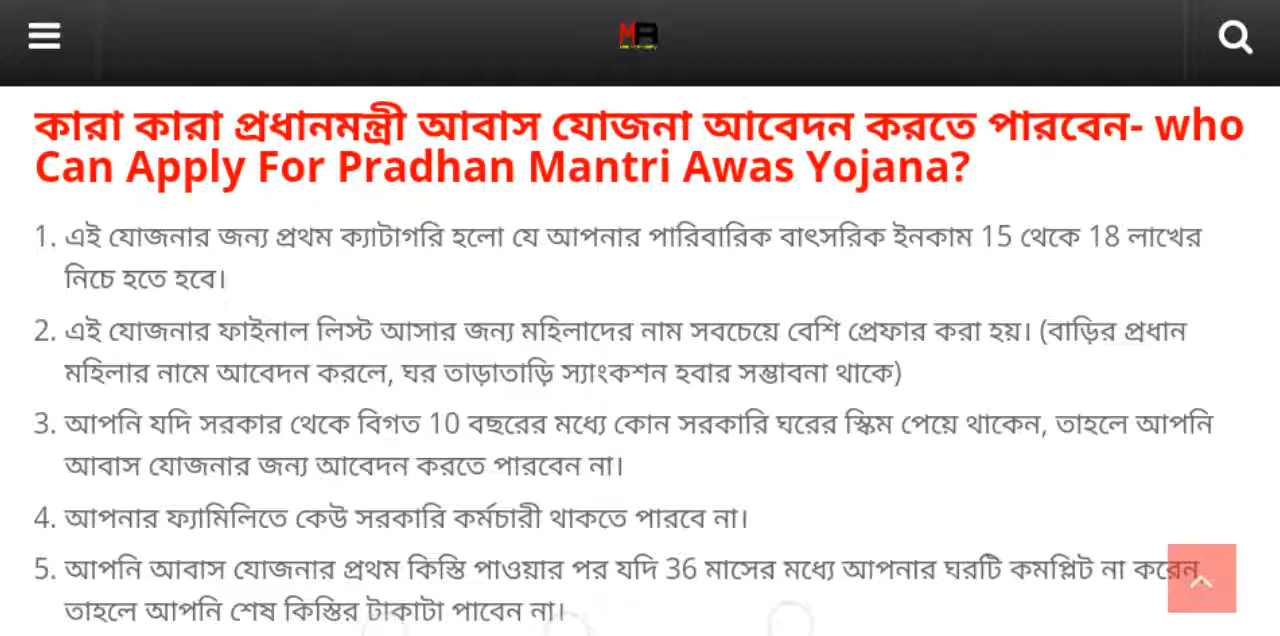 কারা কারা প্রধানমন্ত্রী আবাস যোজনা আবেদন করতে পারবেন- who
Can Apply For Pradhan Mantri Awas Yojana?
1. এই যোজনার জন্য প্রথম ক্যাটাগরি হলো যে আপনার পারিবারিক বাৎসরিক ইনকাম 15 থেকে 18 লাখের
নিচে হতে হবে।
2. এই যোজনার ফাইনাল লিস্ট আসার জন্য মহিলাদের নাম সবচেয়ে বেশি প্রেফার করা হয়। (বাড়ির প্রধান
মহিলার নামে আবেদন করলে, ঘর তাড়াতাড়ি স্যাংকশন হবার সম্ভাবনা থাকে)
3. আপনি যদি সরকার থেকে বিগত 10 বছরের মধ্যে কোন সরকারি ঘরের স্কিম পেয়ে থাকেন, তাহলে আপনি
আবাস যোজনার জন্য আবেদন করতে পারবেন না।
4. আপনার ফ্যামিলিতে কেউ সরকারি কর্মচারী থাকতে পারবে না।
5. আপনি আবাস যোজনার প্রথম কিস্তি পাওয়ার পর যদি 36 মাসের মধ্যে আপনার ঘরটি কমপ্লিট না করেন
তাহলে আপনি শেষ কিস্তির টাকাটা পাবেন না।